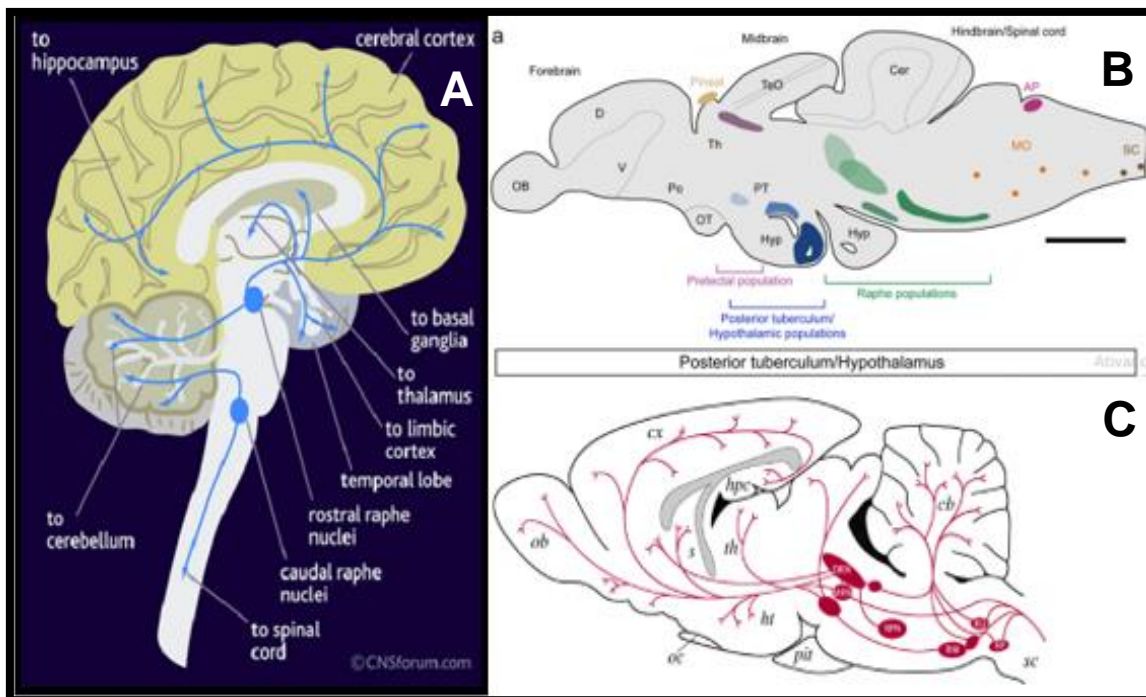 A
to
hippocampus
cerebral cortex
to basal
ganglia
to
thalamus
to limbic
cortex
temporal lobe
rostral raphe
nuclei
caudal raphe
nuclei
to
cerebellum
to spinal
cord
©CNSforum.com
a
B
Forebrain
Midbrain
Hindbrain/Spinal cord
Pineal
TeO
Cer
AP
D
V
OB
Th
Po
PT
OT
Hyp
Hyp
MO
SC
Pretectal population
Raphe populations
Posterior tuberculum/
Hypothalamic populations
Posterior tuberculum/Hypothalamus
C
cx
hpc
cb
ob
s
th
ht
oc
pit
sc